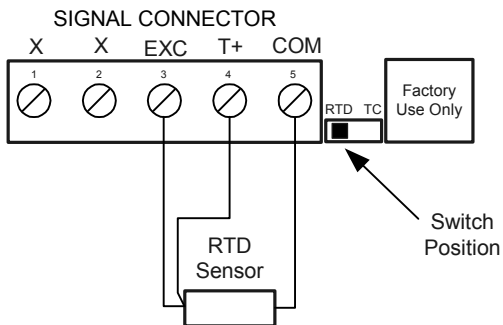 SIGNAL CONNECTOR
X X EXC T+ COM
1 2 3 4 5
RTD TC
Factory
Use Only
Switch
Position
RTD
Sensor